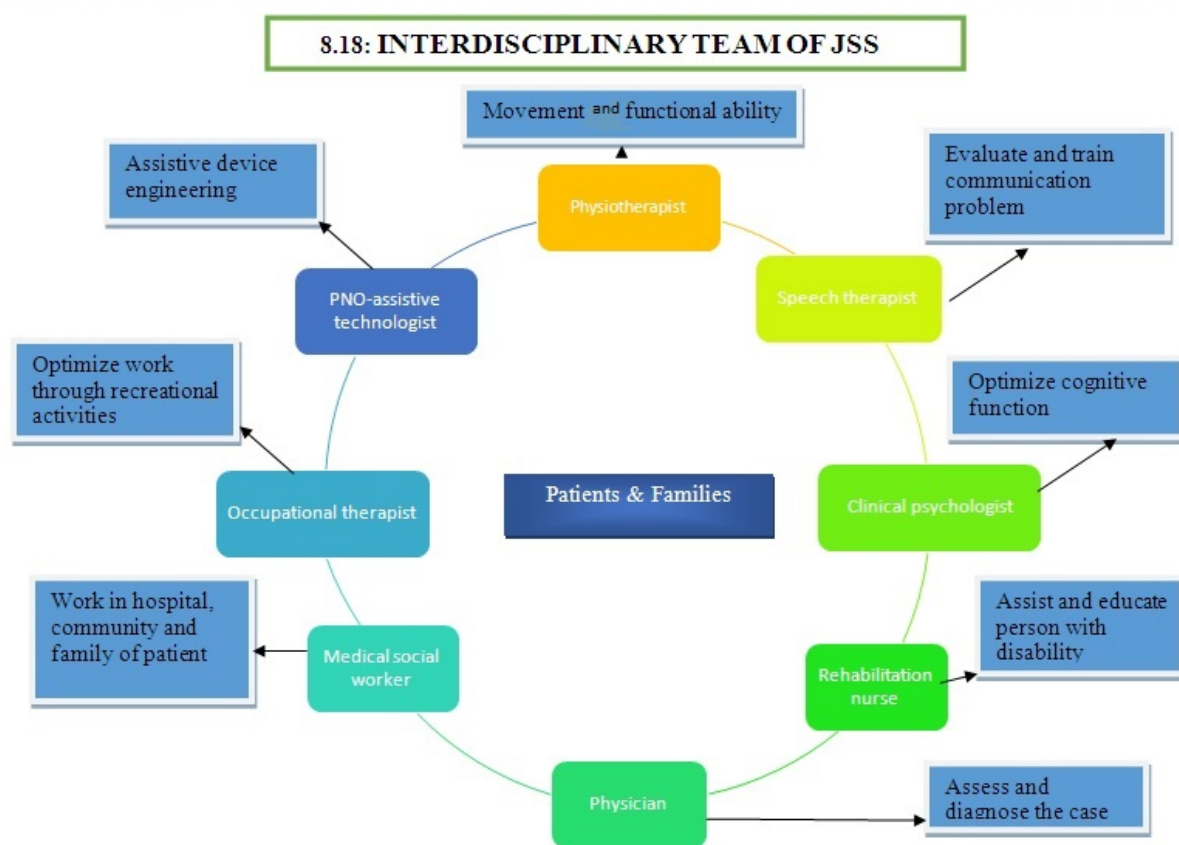 8.18: INTERDISCIPLINARY TEAM OF JSS
Movement and functional ability
Assistive device
engineering
Evaluate and train
communication
problem
Physiotherapist
PNO-assistive
technologist
Speech therapist
Optimize work
through recreational
activities
Optimize cognitive
function
Occupational therapist
Patients & Families
Clinical psychologist
Work in hospital,
community and
family of patient
Assist and educate
person with
disability
Medical social
worker
Rehabilitation
nurse
Physician
Assess and
diagnose the case